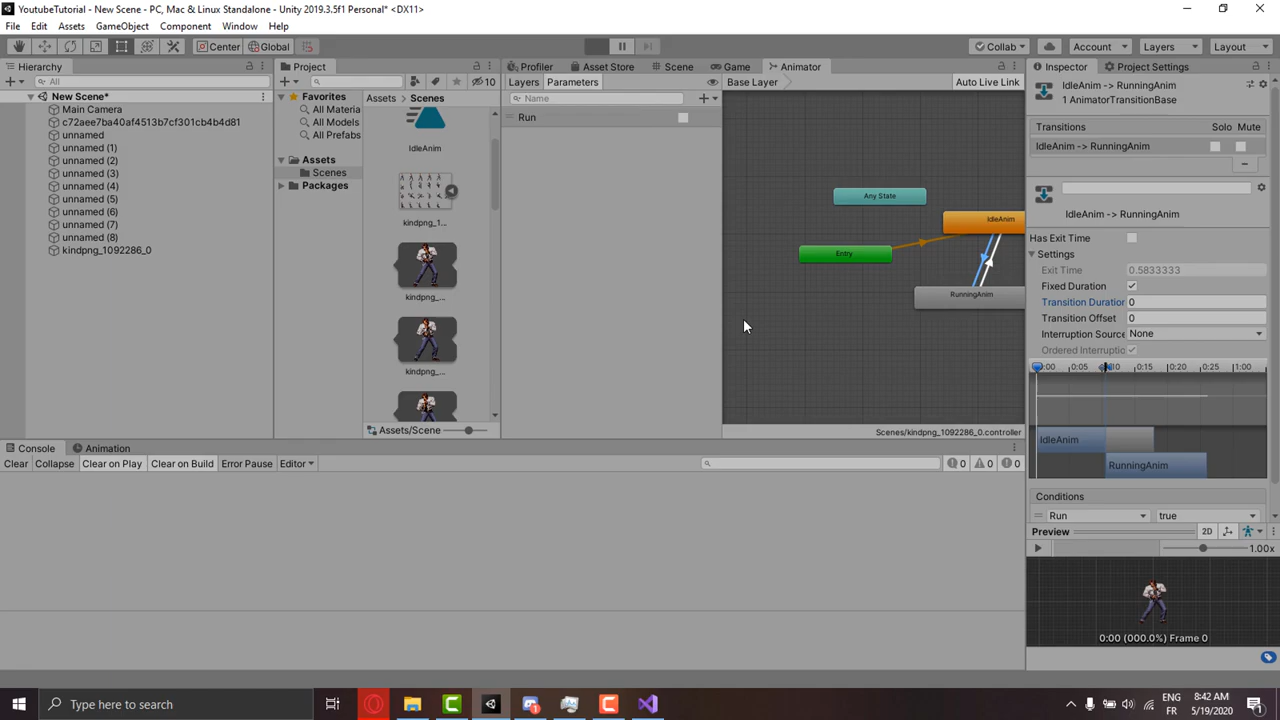 YoutubeTutorial - New Scene - PC, Mac & Linux Standalone - Unity 2019.3.5f1 Personal* <DX11>
File Edit Assets GameObject Component Window Help
Center Global Collab Account Layers Layout
Hierarchy
All
New Scene*
Main Camera
c72aee7ba40af4513b7cf301cb4b4d81
unnamed
unnamed (1)
unnamed (2)
unnamed (3)
unnamed (4)
unnamed (5)
unnamed (6)
unnamed (7)
unnamed (8)
kindpng_1092286_0
Project
10
Favorites
All Materia
All Models
All Prefabs
Assets
Scenes
Packages
Assets Scenes
IdleAnim
kindpng_1...
kindpng_...
kindpng_...
Assets/Scene
Profiler Asset Store Scene Game Animator
Layers Parameters Base Layer Auto Live Link
Name
Run
Any State
IdleAnim
Entry
RunningAnim
Scenes/kindpng_1092286_0.controller
Inspector Project Settings
IdleAnim -> RunningAnim
1 AnimatorTransitionBase
Transitions Solo Mute
IdleAnim -> RunningAnim
IdleAnim -> RunningAnim
Has Exit Time
Settings
Exit Time 0.5833333
Fixed Duration
Transition Duration 0
Transition Offset 0
Interruption Source None
Ordered Interruptio
0:00 0:05 0:10 0:15 0:20 0:25 1:00
IdleAnim
RunningAnim
Conditions
Run true
Preview 2D
1.00x
0:00 (000.0%) Frame 0
Console Animation
Clear Collapse Clear on Play Clear on Build Error Pause Editor 0 0 0
Type here to search
ENG
FR
8:42 AM
5/19/2020
1